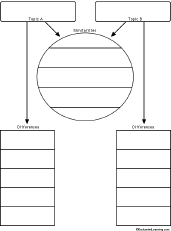 Topic A
Topic B
Similarities
Differences
Differences
©EnchantedLearning.com